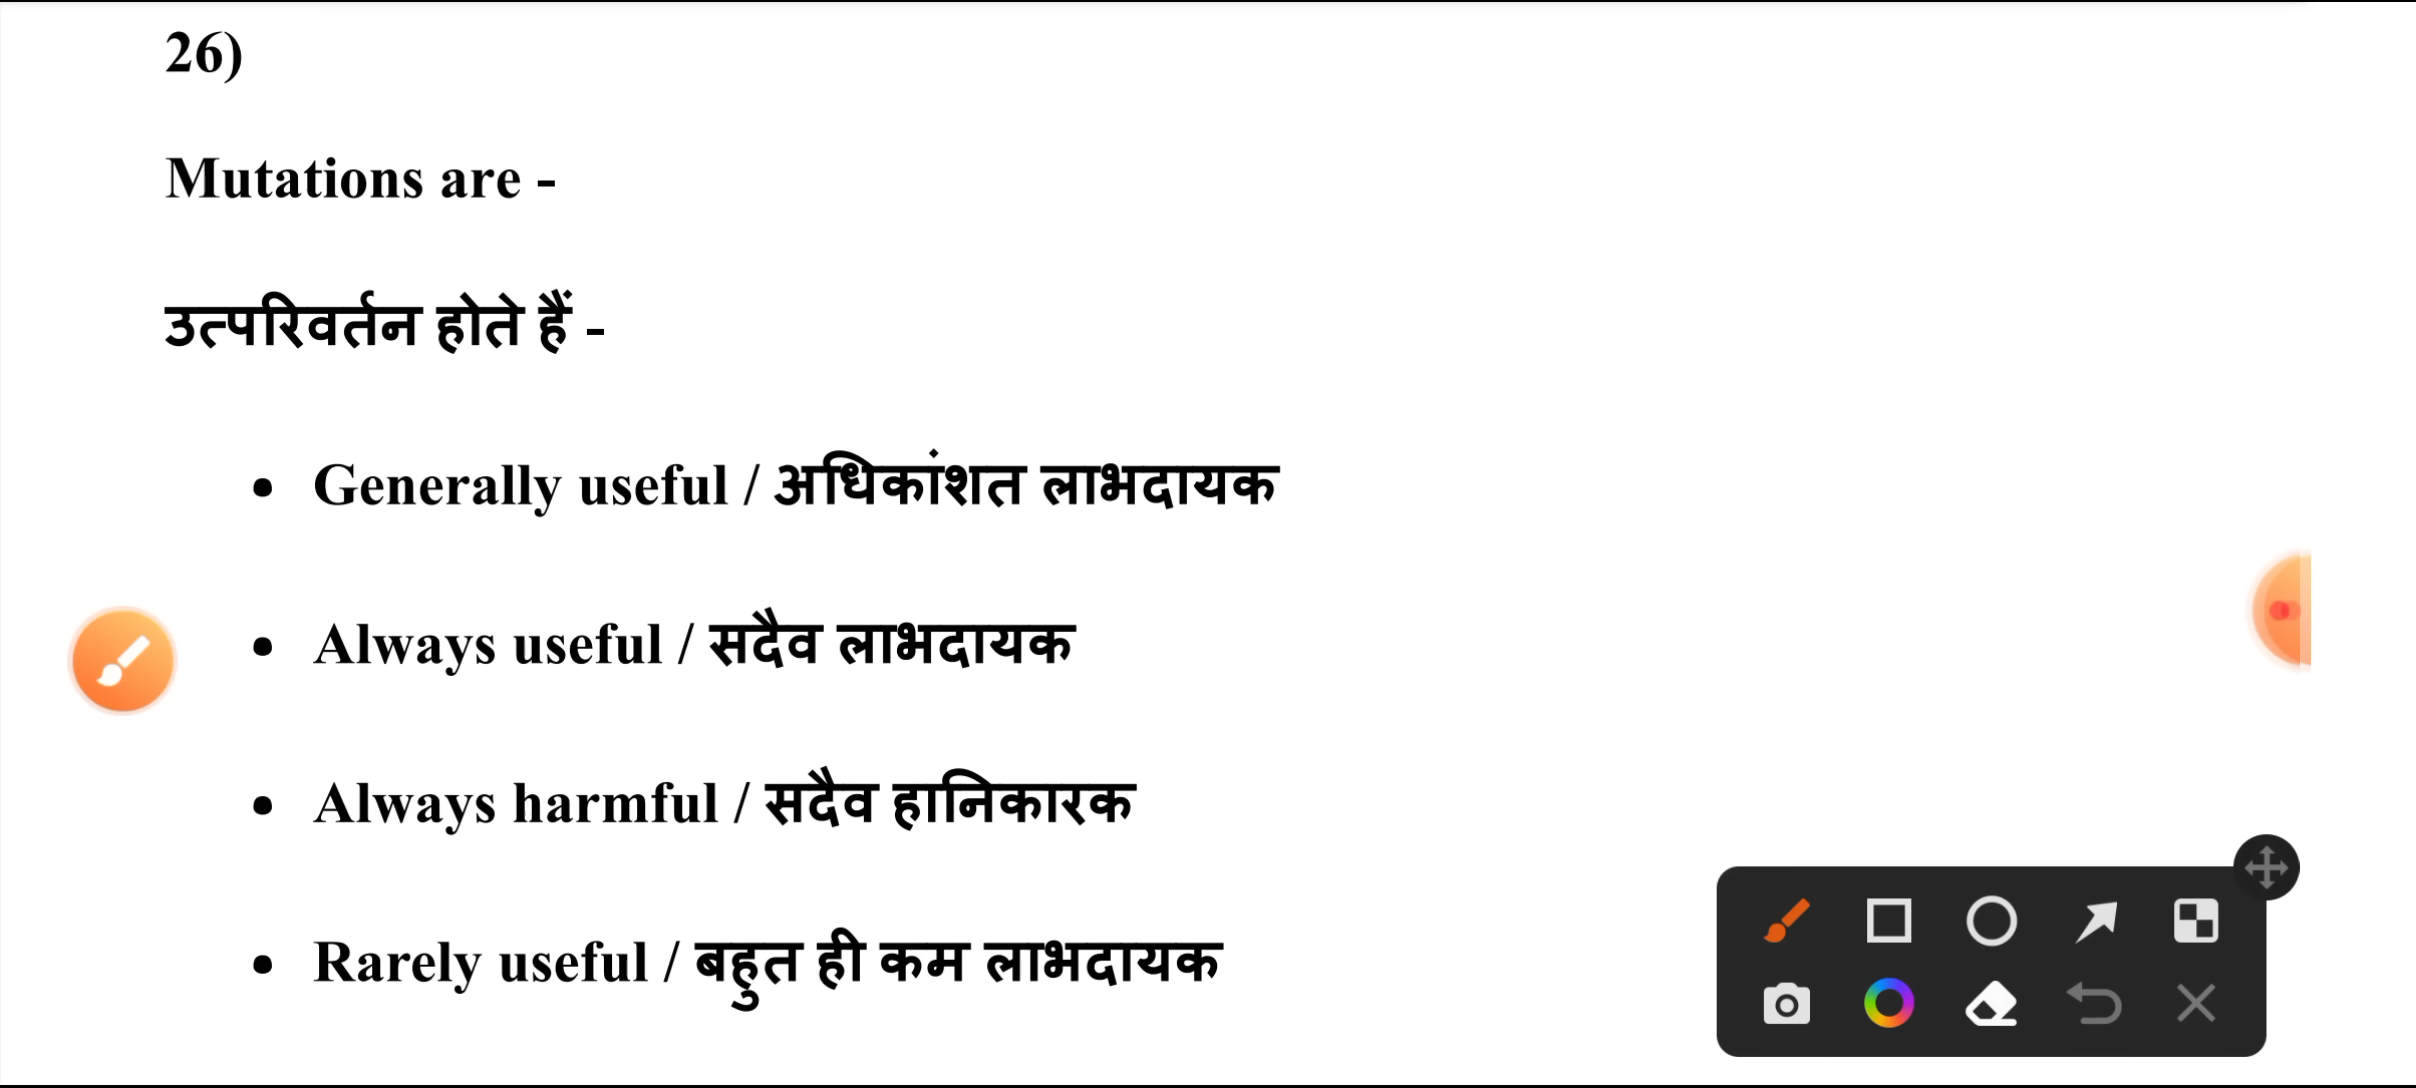 26)
Mutations are -
उत्परिवर्तन होते हैं -
• Generally useful / अधिकांशत लाभदायक
• Always useful / सदैव लाभदायक
• Always harmful / सदैव हानिकारक
• Rarely useful / बहुत ही कम लाभदायक